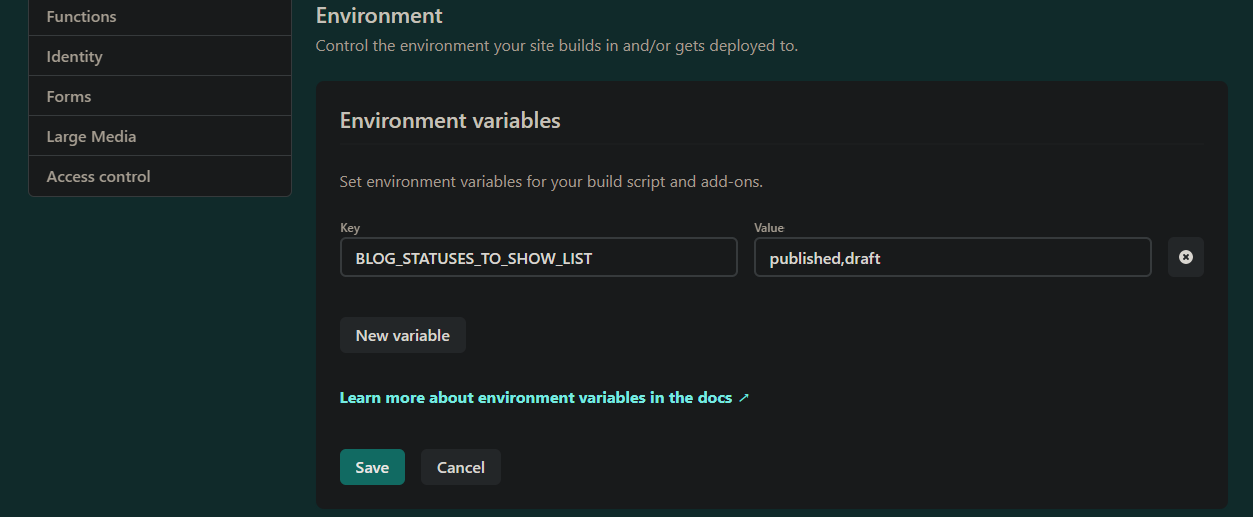 Functions
Identity
Forms
Large Media
Access control
Environment
Control the environment your site builds in and/or gets deployed to.
Environment variables
Set environment variables for your build script and add-ons.
Key
Value
BLOG_STATUSES_TO_SHOW_LIST
published,draft
New variable
Learn more about environment variables in the docs ↗
Save
Cancel